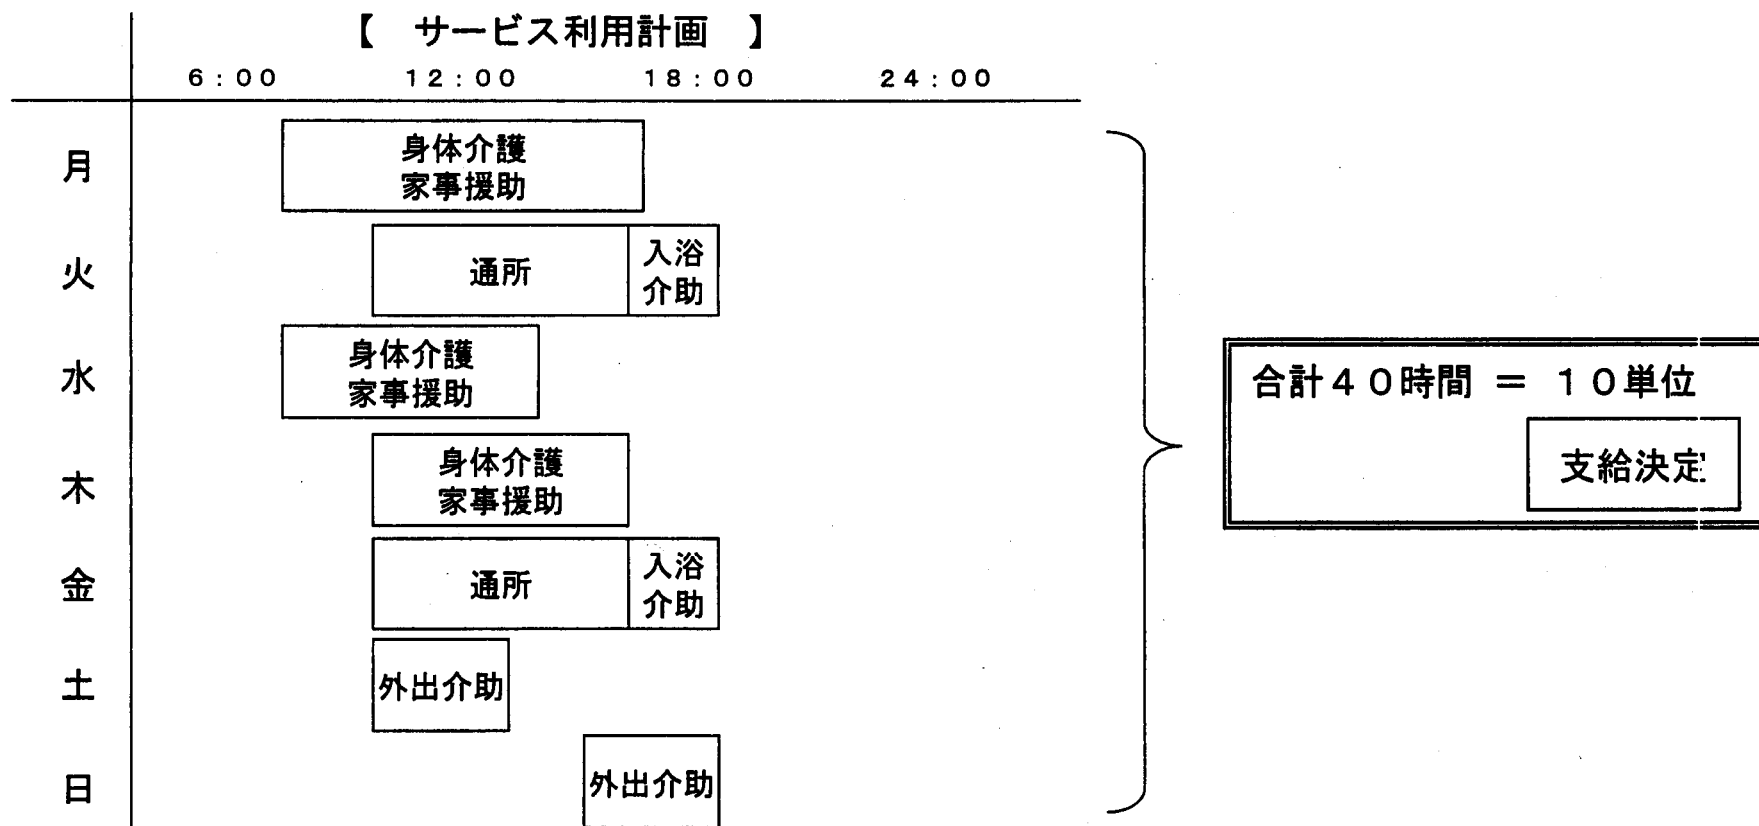 【　サービス利用計画　】
６：００　１２：００　１８：００　２４：００
月
身体介護
家事援助
火
通所
入浴
介助
水
身体介護
家事援助
木
身体介護
家事援助
金
通所
入浴
介助
土
外出介助
日
外出介助
合計４０時間 ＝ １０単位
支給決定